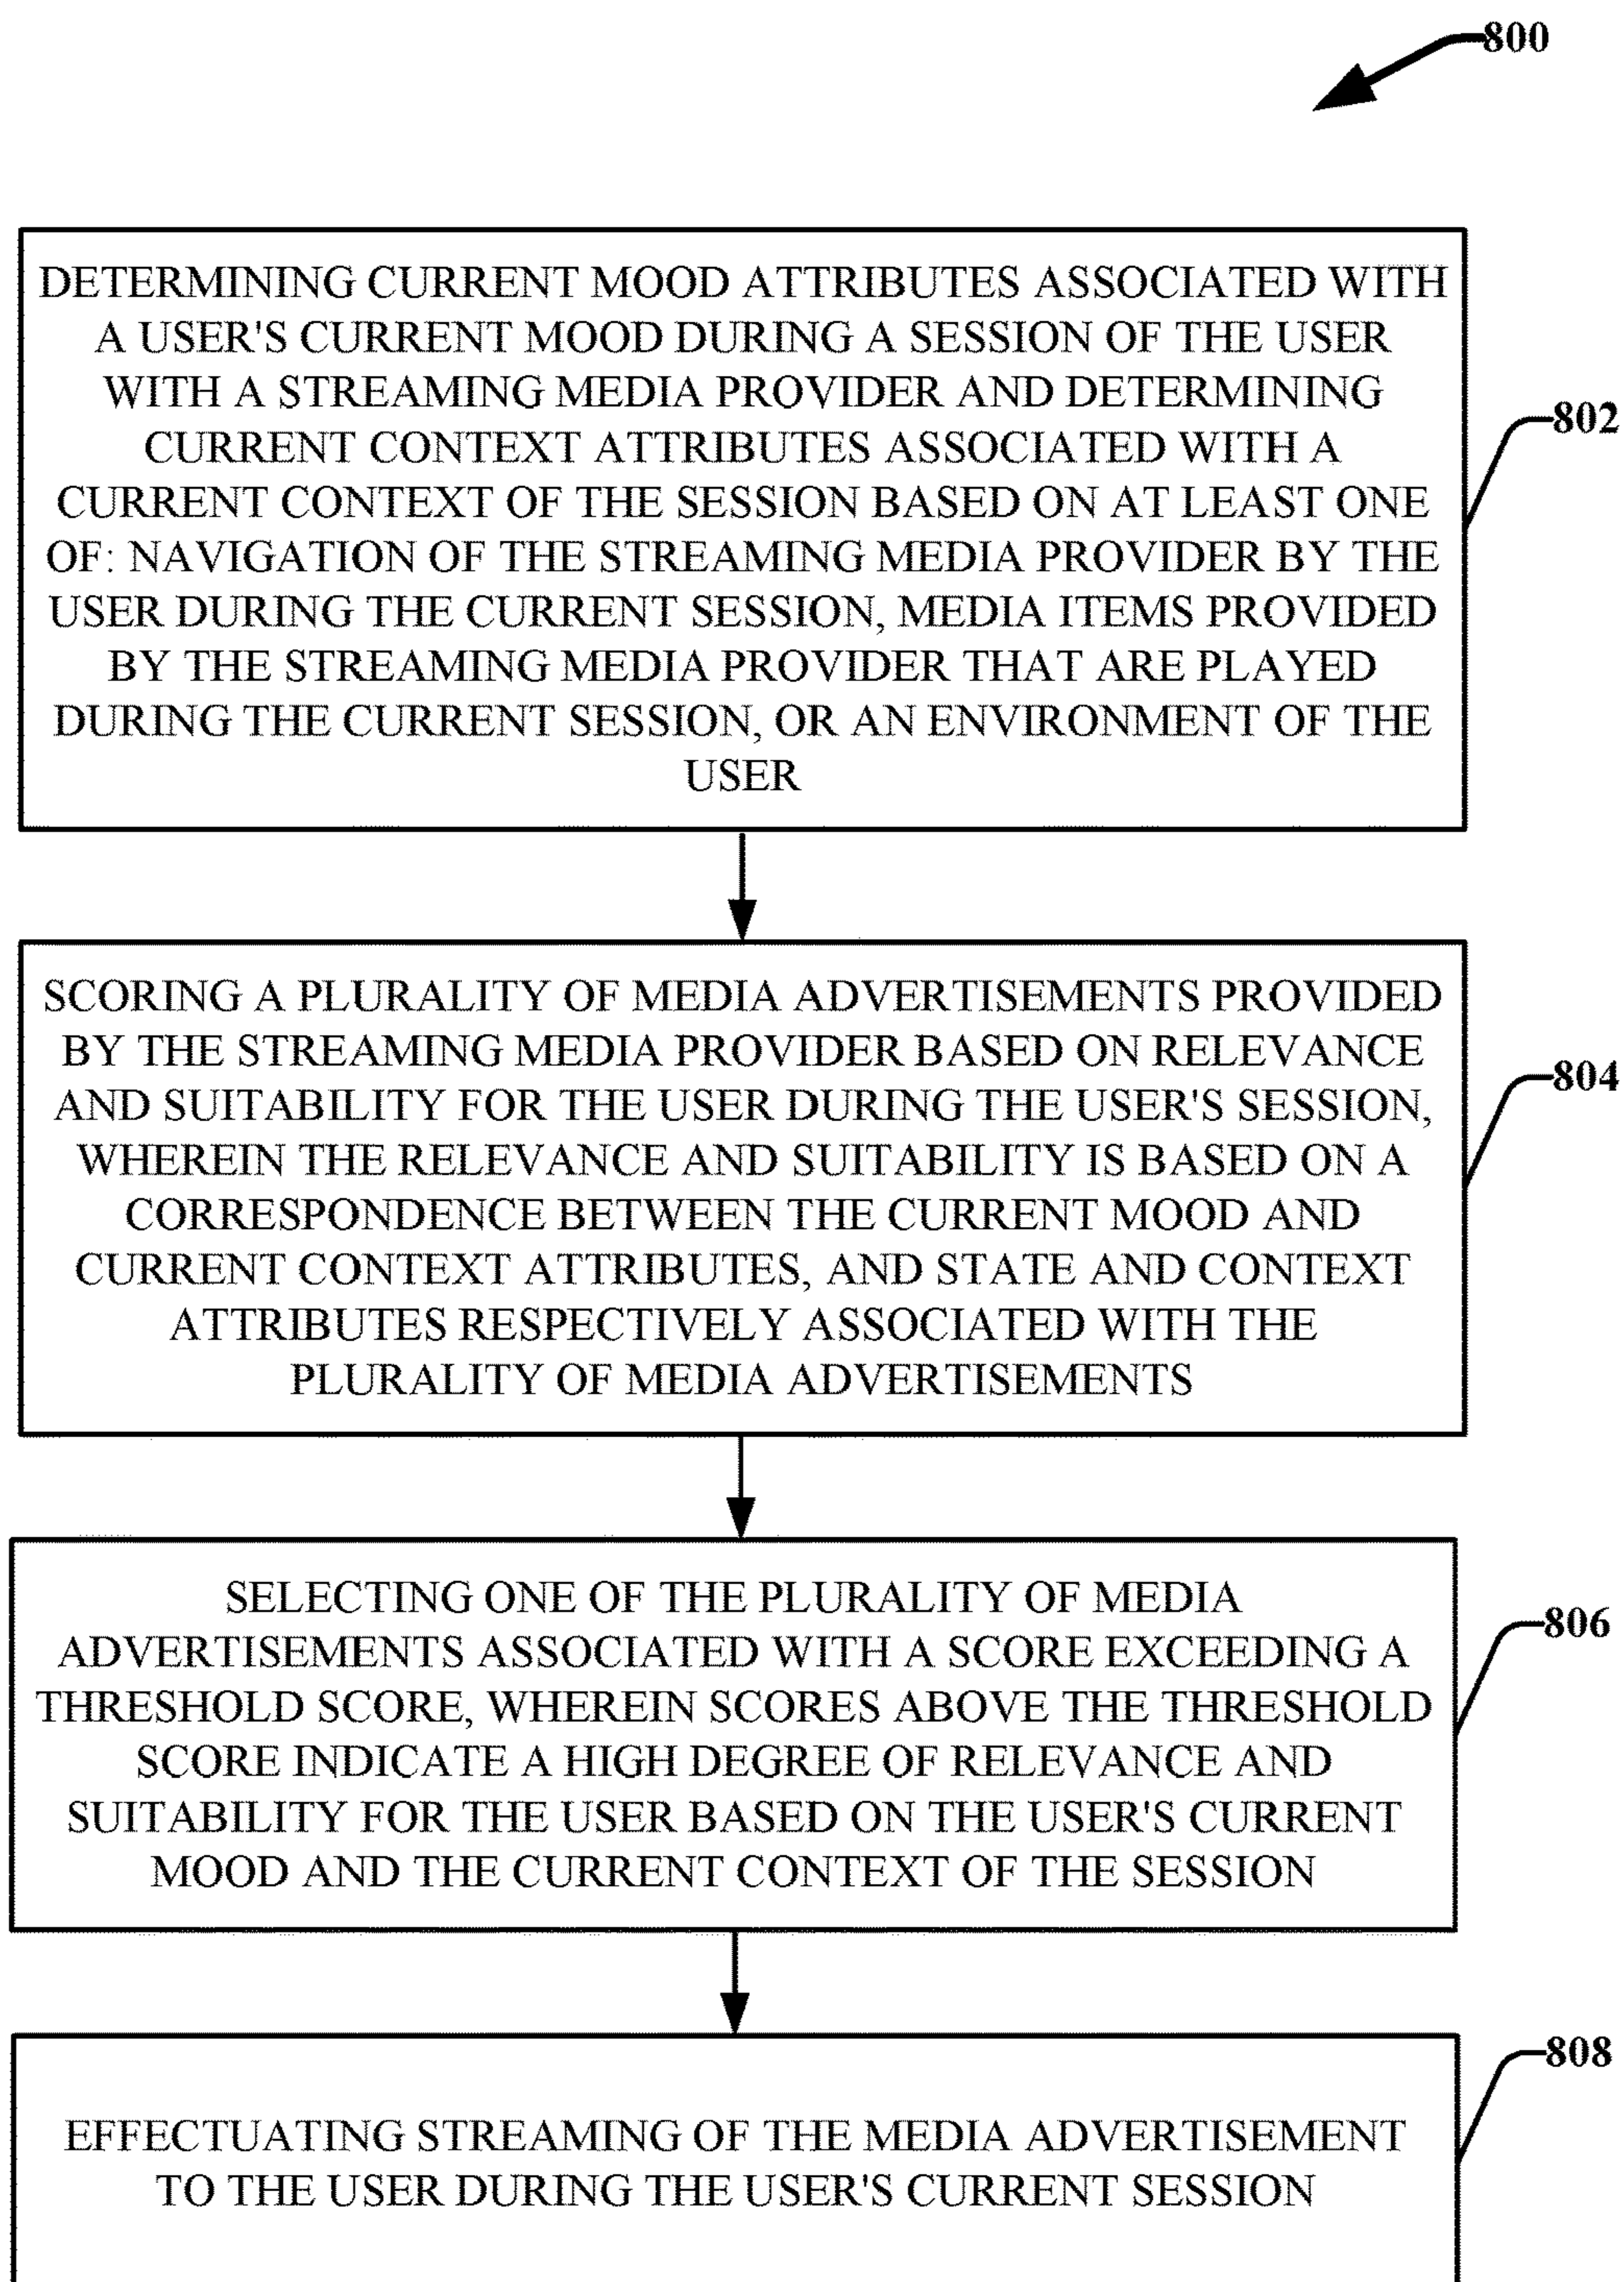 800
DETERMINING CURRENT MOOD ATTRIBUTES ASSOCIATED WITH
A USER'S CURRENT MOOD DURING A SESSION OF THE USER
WITH A STREAMING MEDIA PROVIDER AND DETERMINING
CURRENT CONTEXT ATTRIBUTES ASSOCIATED WITH A
CURRENT CONTEXT OF THE SESSION BASED ON AT LEAST ONE
OF: NAVIGATION OF THE STREAMING MEDIA PROVIDER BY THE
USER DURING THE CURRENT SESSION, MEDIA ITEMS PROVIDED
BY THE STREAMING MEDIA PROVIDER THAT ARE PLAYED
DURING THE CURRENT SESSION, OR AN ENVIRONMENT OF THE
USER
802
SCORING A PLURALITY OF MEDIA ADVERTISEMENTS PROVIDED
BY THE STREAMING MEDIA PROVIDER BASED ON RELEVANCE
AND SUITABILITY FOR THE USER DURING THE USER'S SESSION,
WHEREIN THE RELEVANCE AND SUITABILITY IS BASED ON A
CORRESPONDENCE BETWEEN THE CURRENT MOOD AND
CURRENT CONTEXT ATTRIBUTES, AND STATE AND CONTEXT
ATTRIBUTES RESPECTIVELY ASSOCIATED WITH THE
PLURALITY OF MEDIA ADVERTISEMENTS
804
SELECTING ONE OF THE PLURALITY OF MEDIA
ADVERTISEMENTS ASSOCIATED WITH A SCORE EXCEEDING A
THRESHOLD SCORE, WHEREIN SCORES ABOVE THE THRESHOLD
SCORE INDICATE A HIGH DEGREE OF RELEVANCE AND
SUITABILITY FOR THE USER BASED ON THE USER'S CURRENT
MOOD AND THE CURRENT CONTEXT OF THE SESSION
806
EFFECTUATING STREAMING OF THE MEDIA ADVERTISEMENT
TO THE USER DURING THE USER'S CURRENT SESSION
808